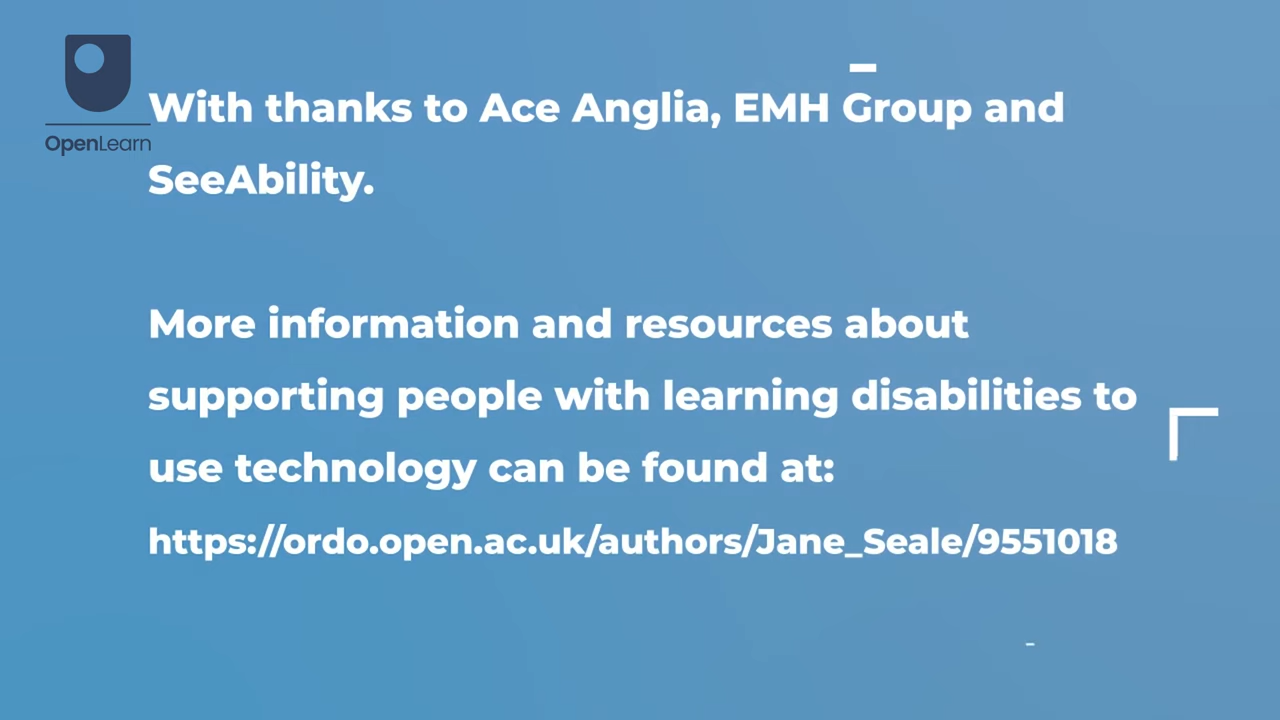 OpenLearn
With thanks to Ace Anglia, EMH Group and
SeeAbility.
More information and resources about
supporting people with learning disabilities to
use technology can be found at:
https://ordo.open.ac.uk/authors/Jane_Seale/9551018